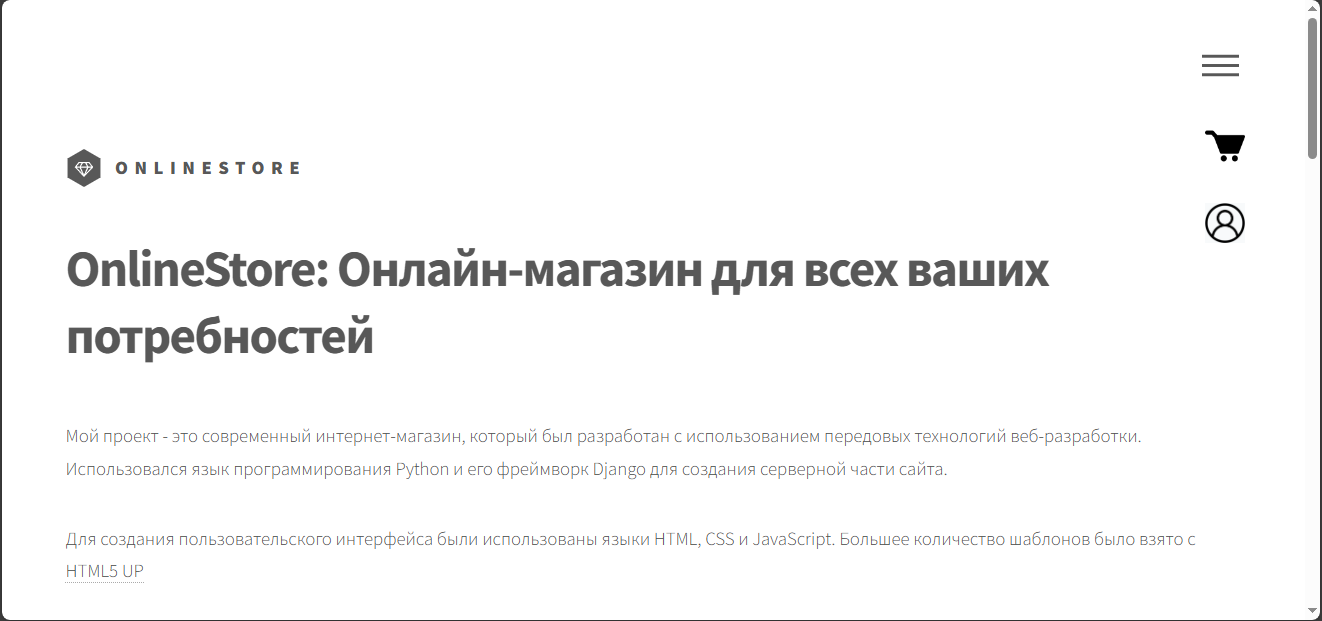 ONLINESTORE
OnlineStore: Онлайн-магазин для всех ваших
потребностей
Мой проект - это современный интернет-магазин, который был разработан с использованием передовых технологий веб-разработки.
Использовался язык программирования Python и его фреймворк Django для создания серверной части сайта.
Для создания пользовательского интерфейса были использованы языки HTML, CSS и JavaScript. Большее количество шаблонов было взято с
HTML5 UP